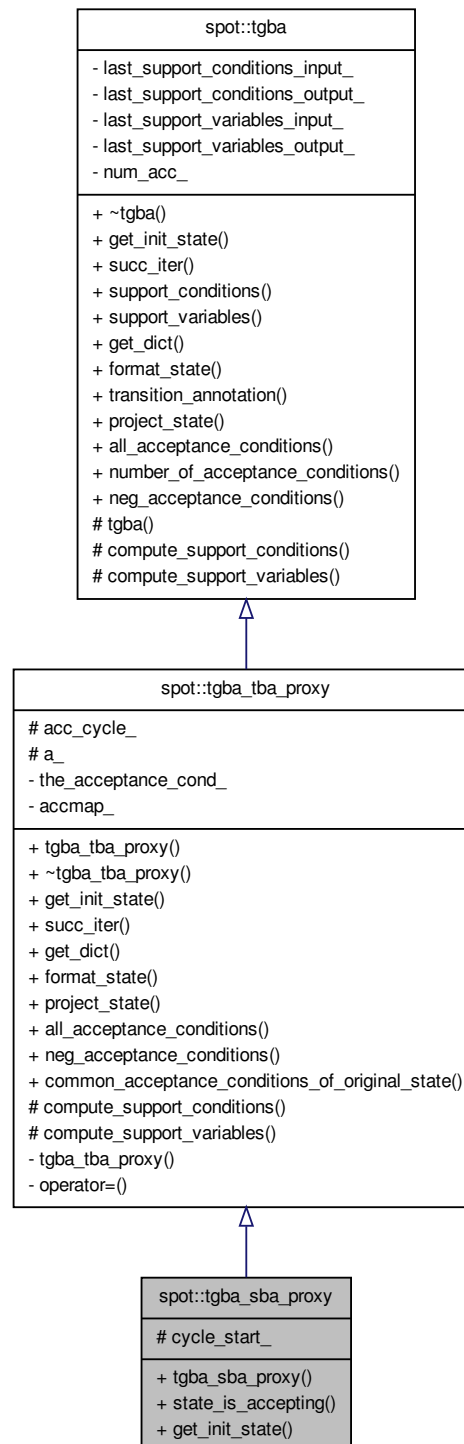 spot::tgba
- last_support_conditions_input_
- last_support_conditions_output_
- last_support_variables_input_
- last_support_variables_output_
- num_acc_
+ ~tgba()
+ get_init_state()
+ succ_iter()
+ support_conditions()
+ support_variables()
+ get_dict()
+ format_state()
+ transition_annotation()
+ project_state()
+ all_acceptance_conditions()
+ number_of_acceptance_conditions()
+ neg_acceptance_conditions()
# tgba()
# compute_support_conditions()
# compute_support_variables()
spot::tgba_tba_proxy
# acc_cycle_
# a_
- the_acceptance_cond_
- accmap_
+ tgba_tba_proxy()
+ ~tgba_tba_proxy()
+ get_init_state()
+ succ_iter()
+ get_dict()
+ format_state()
+ project_state()
+ all_acceptance_conditions()
+ neg_acceptance_conditions()
+ common_acceptance_conditions_of_original_state()
# compute_support_conditions()
# compute_support_variables()
- tgba_tba_proxy()
- operator=()
spot::tgba_sba_proxy
# cycle_start_
+ tgba_sba_proxy()
+ state_is_accepting()
+ get_init_state()